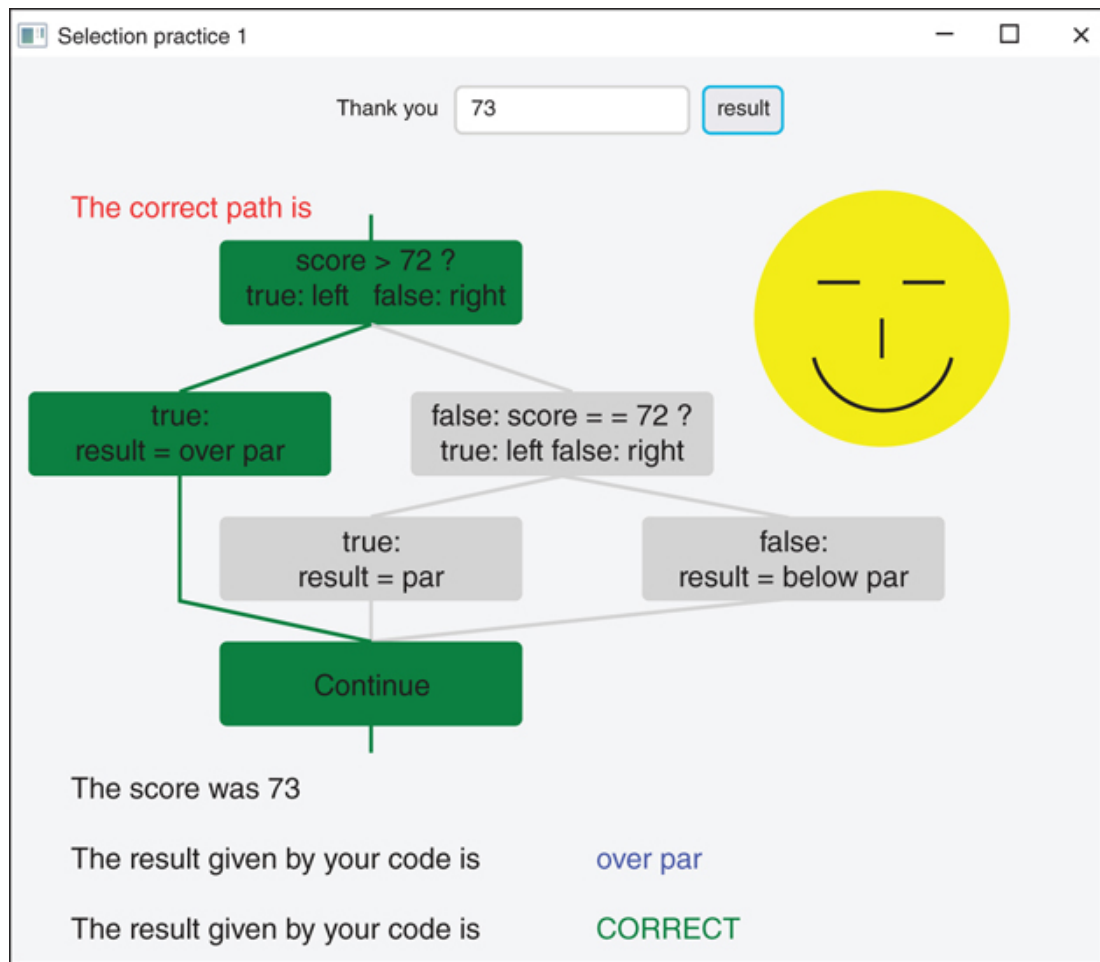 Selection practice 1
Thank you 73 result
The correct path is
score > 72 ?
true: left false: right
true:
result = over par
false: score = = 72 ?
true: left false: right
true:
result = par
false:
result = below par
Continue
The score was 73
The result given by your code is over par
The result given by your code is CORRECT